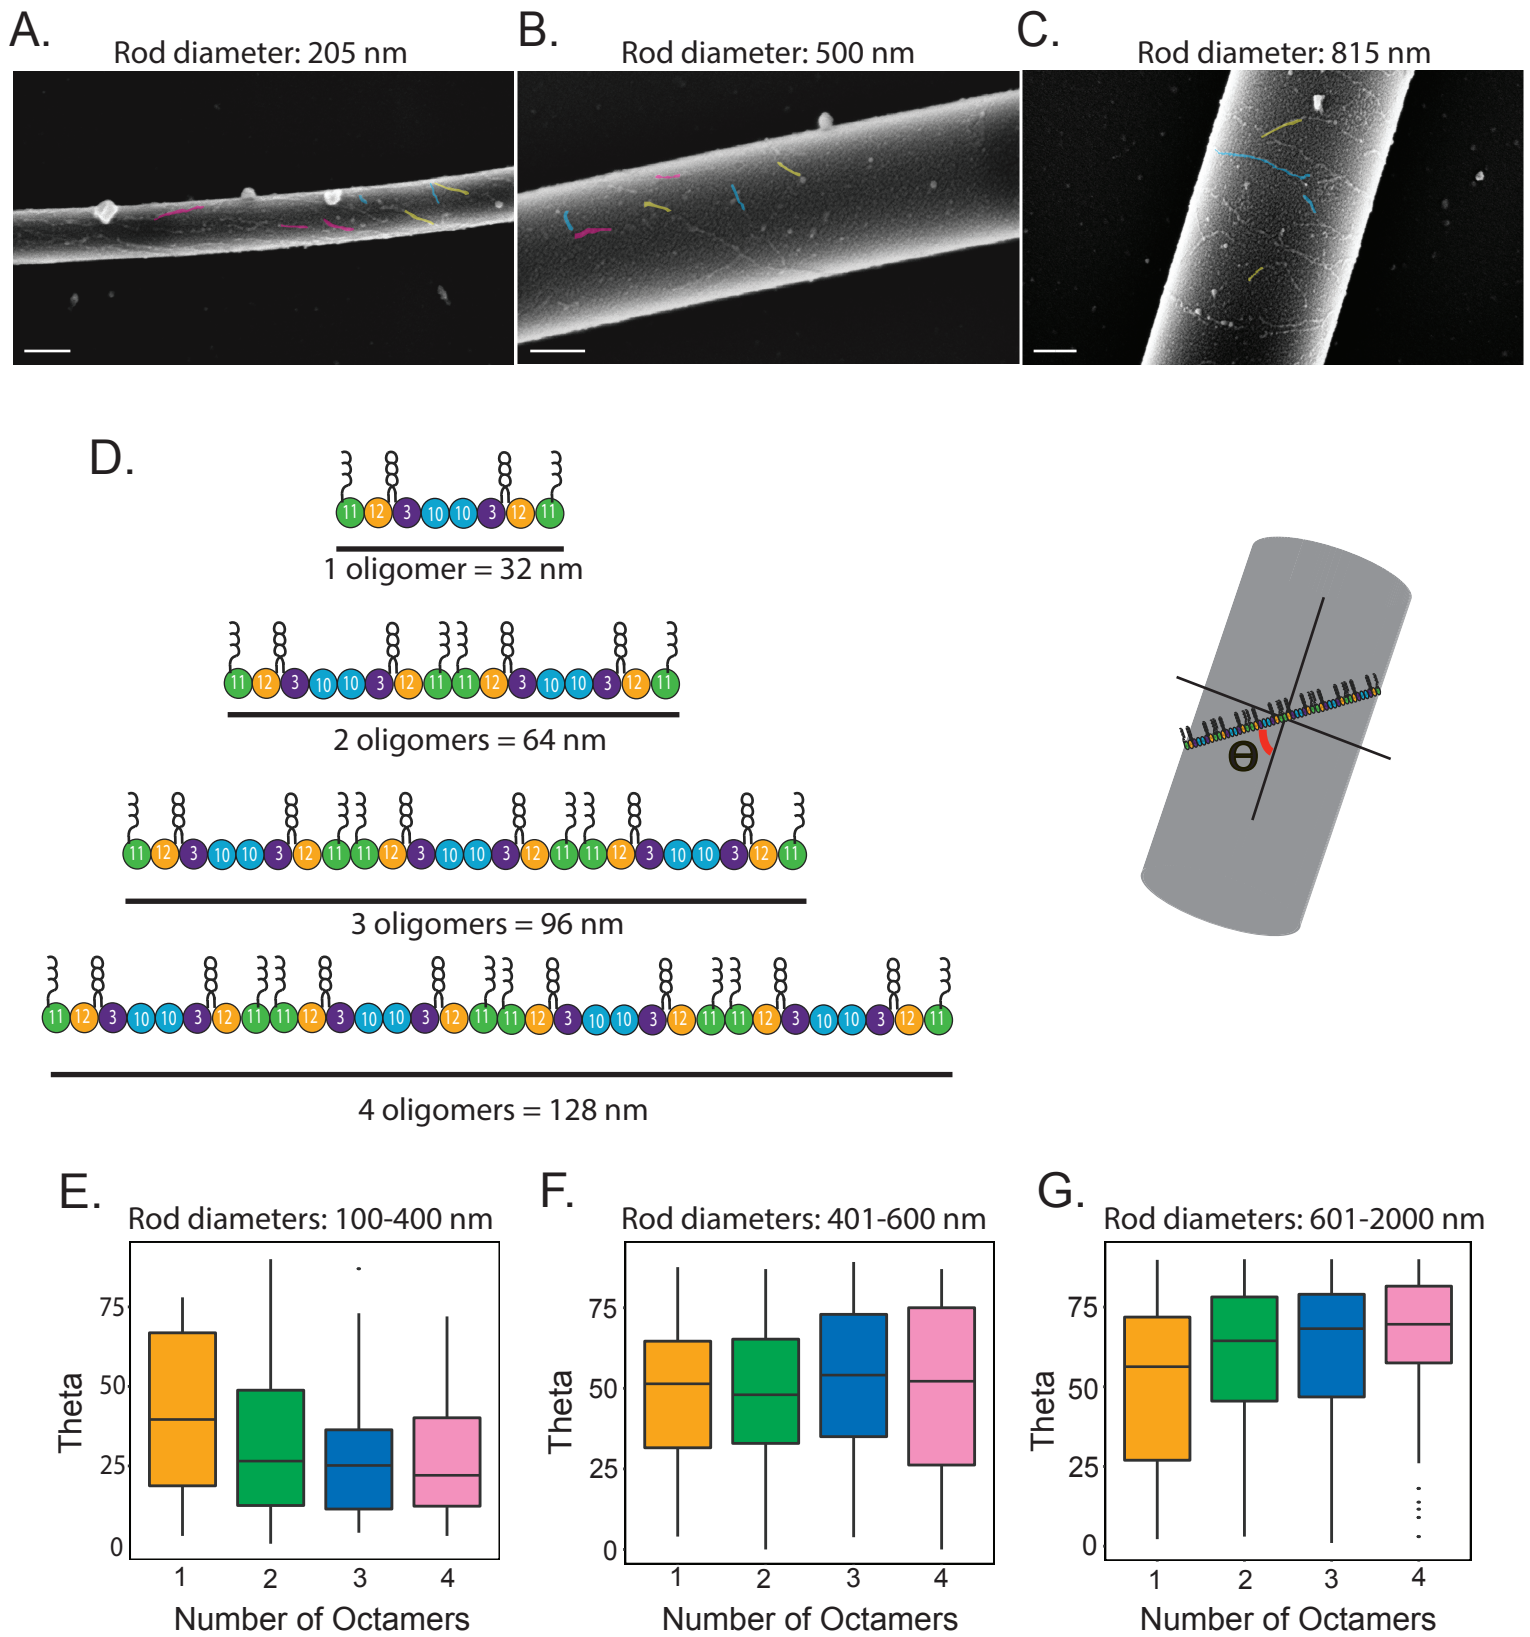 A.
Rod diameter: 205 nm
B.
Rod diameter: 500 nm
C.
Rod diameter: 815 nm
D.
11 12 3 10 10 3 12 11
1 oligomer = 32 nm
11 12 3 10 10 3 12 11 11 12 3 10 10 3 12 11
2 oligomers = 64 nm
11 12 3 10 10 3 12 11 11 12 3 10 10 3 12 11 11 12 3 10 10 3 12 11
3 oligomers = 96 nm
11 12 3 10 10 3 12 11 11 12 3 10 10 3 12 11 11 12 3 10 10 3 12 11 11 12 3 10 10 3 12 11
4 oligomers = 128 nm
Θ
E.
Rod diameters: 100-400 nm
Theta
75
50
25
0
1 2 3 4
Number of Octamers
F.
Rod diameters: 401-600 nm
Theta
75
50
25
0
1 2 3 4
Number of Octamers
G.
Rod diameters: 601-2000 nm
Theta
75
50
25
0
1 2 3 4
Number of Octamers